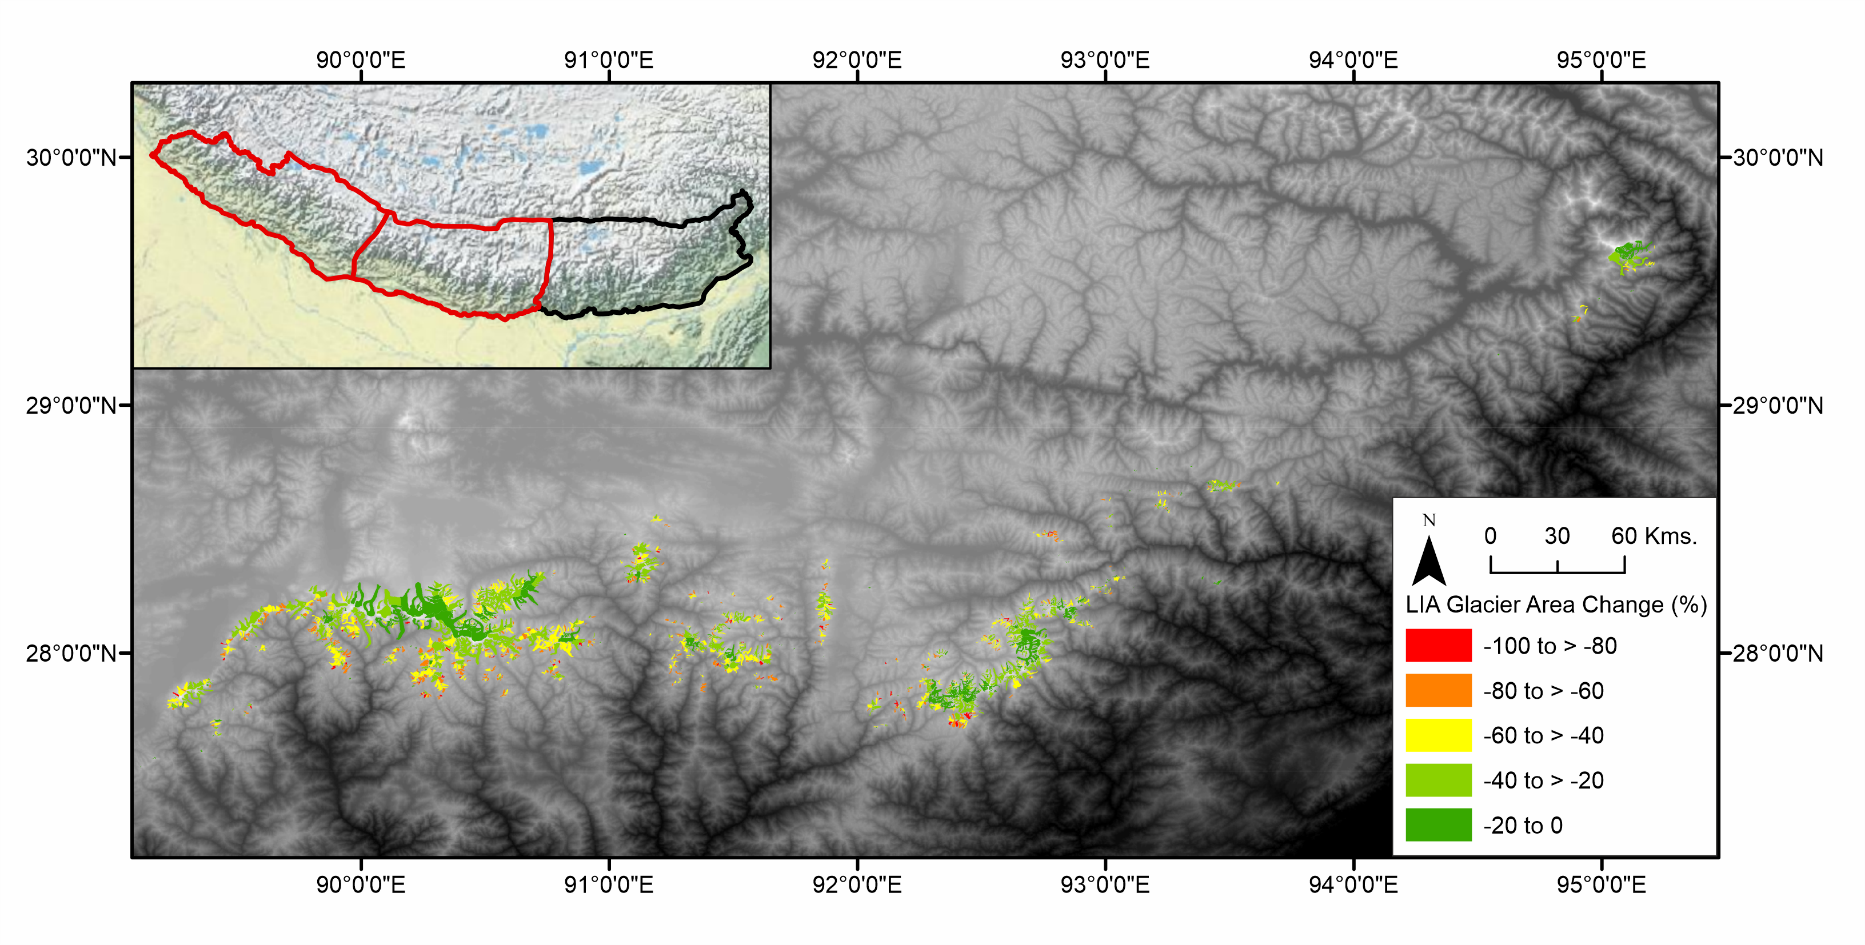 90°0'0"E 91°0'0"E 92°0'0"E 93°0'0"E 94°0'0"E 95°0'0"E
30°0'0"N 30°0'0"N
29°0'0"N 29°0'0"N
28°0'0"N 28°0'0"N
N
0 30 60 Kms.
LIA Glacier Area Change (%)
-100 to > -80
-80 to > -60
-60 to > -40
-40 to > -20
-20 to 0
90°0'0"E 91°0'0"E 92°0'0"E 93°0'0"E 94°0'0"E 95°0'0"E